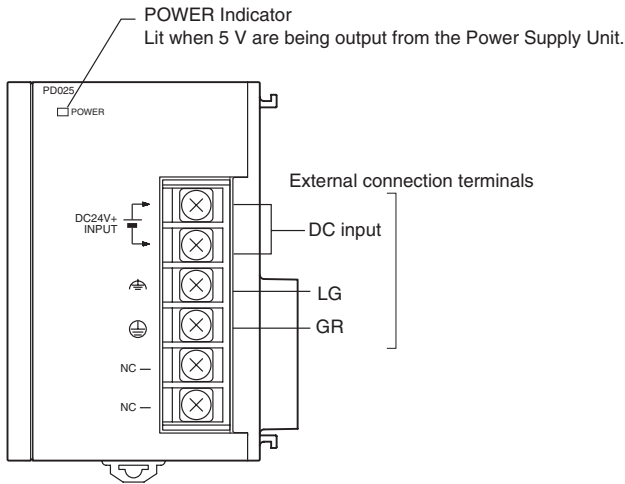 POWER Indicator
Lit when 5 V are being output from the Power Supply Unit.
PD025
POWER
External connection terminals
DC24V+
INPUT
DC input
LG
GR
NC
NC